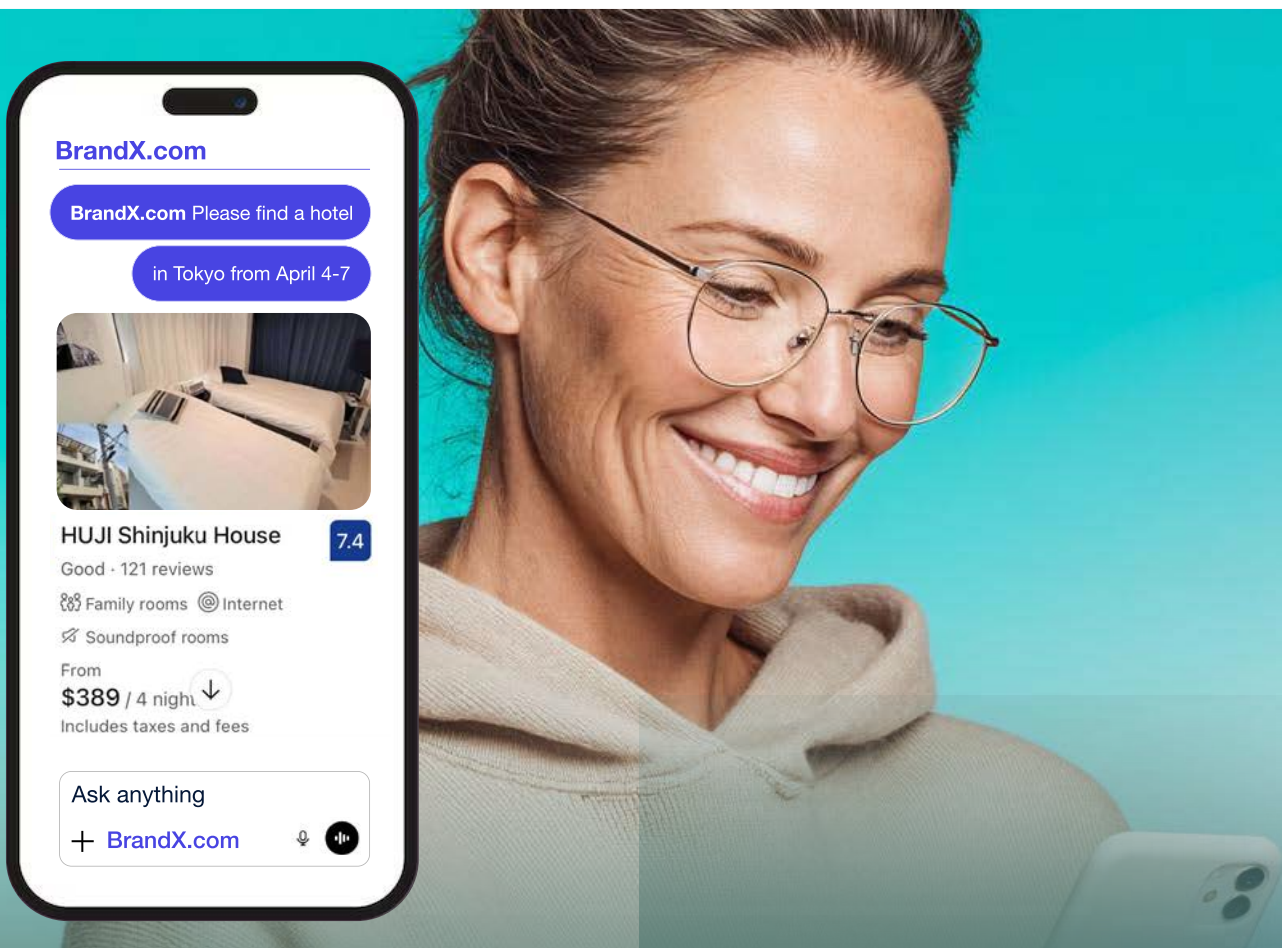 BrandX.com
BrandX.com Please find a hotel
in Tokyo from April 4-7
HUJI Shinjuku House
7.4
Good · 121 reviews
Family rooms Internet
Soundproof rooms
From
$389 / 4 night
Includes taxes and fees
Ask anything
BrandX.com